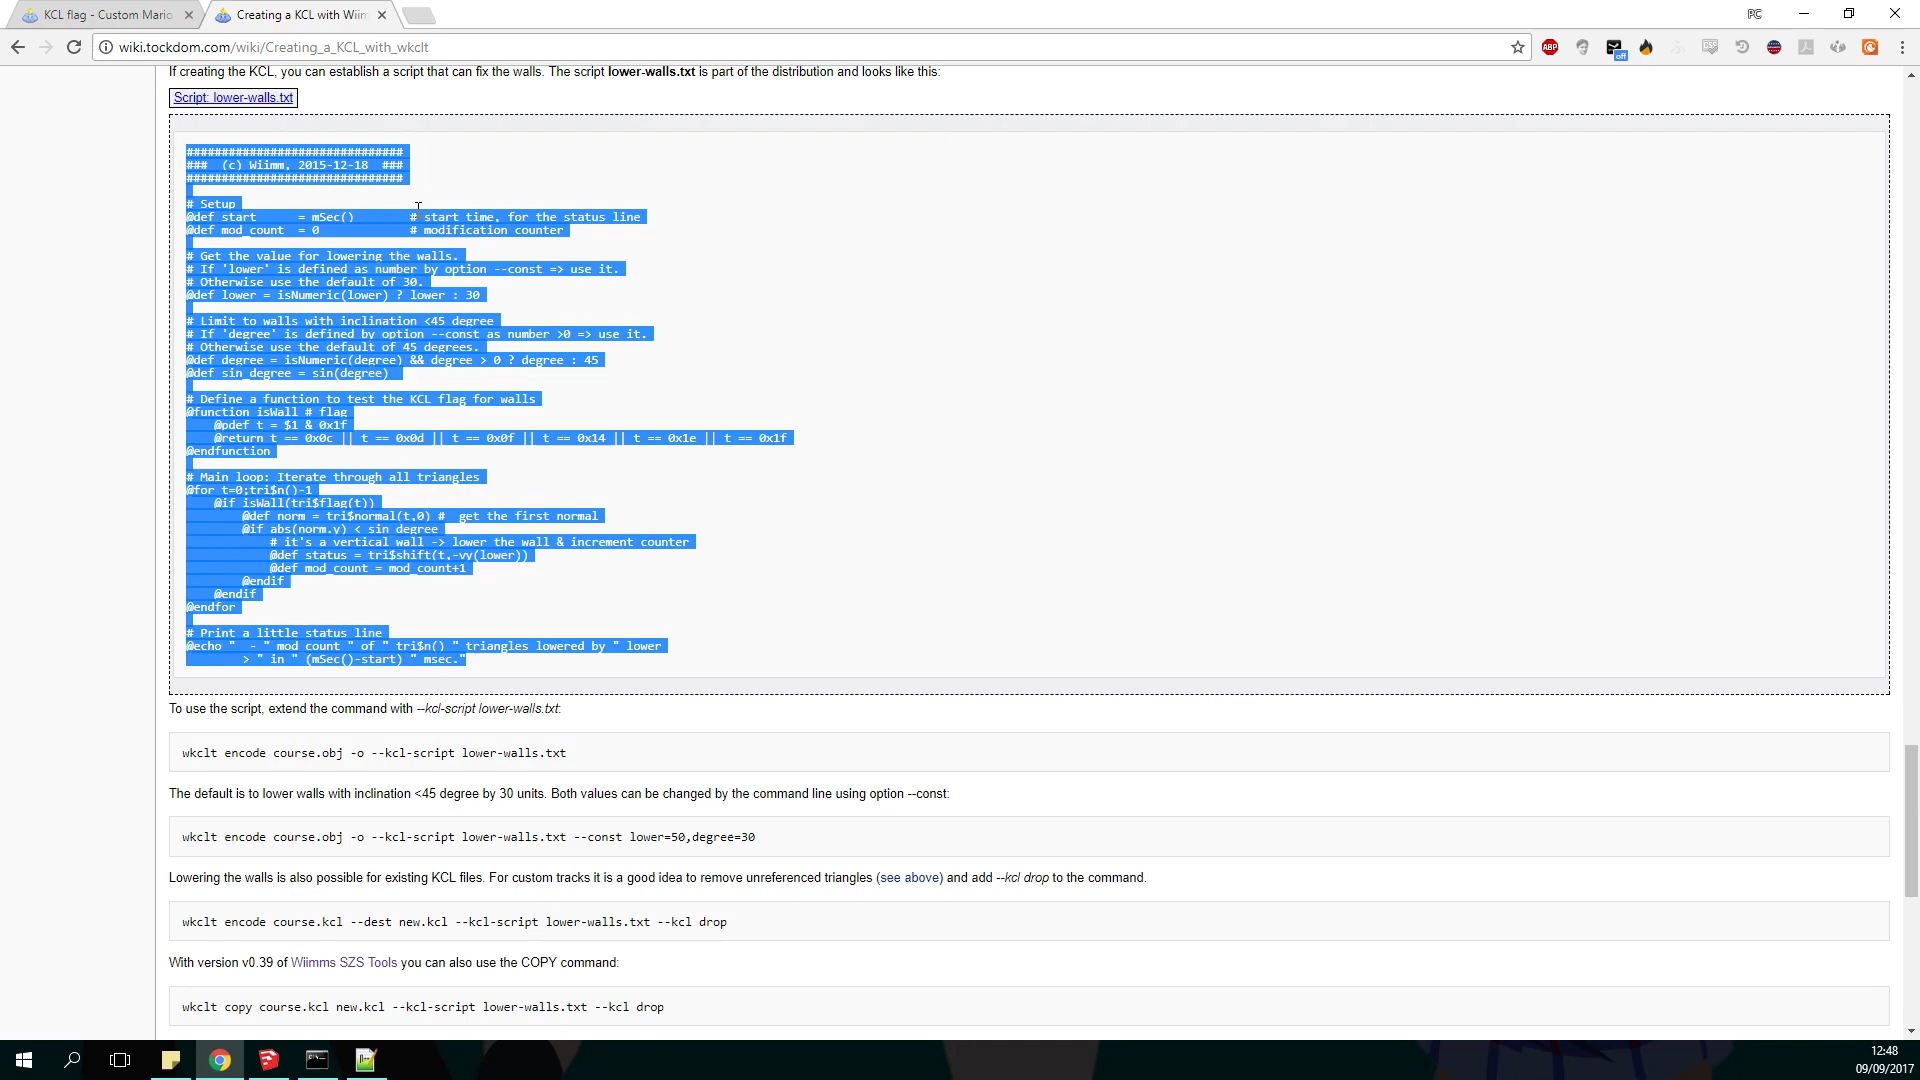 KCL flag - Custom Mario
Creating a KCL with Wiim
PC
wiki.tockdom.com/wiki/Creating_a_KCL_with_wkclt
ABP
off
If creating the KCL, you can establish a script that can fix the walls. The script lower-walls.txt is part of the distribution and looks like this:
Script: lower-walls.txt
###############################
###  (c) Wiimm, 2015-12-18  ###
###############################
# Setup
@def start      = mSec()        # start time, for the status line
@def mod_count  = 0             # modification counter
# Get the value for lowering the walls.
# If 'lower' is defined as number by option --const => use it.
# Otherwise use the default of 30.
@def lower = isNumeric(lower) ? lower : 30
# Limit to walls with inclination <45 degree
# If 'degree' is defined by option --const as number >0 => use it.
# Otherwise use the default of 45 degrees.
@def degree = isNumeric(degree) && degree > 0 ? degree : 45
@def sin_degree = sin(degree)
# Define a function to test the KCL flag for walls
@function isWall # flag
    @pdef t = $1 & 0x1f
    @return t == 0x0c || t == 0x0d || t == 0x0f || t == 0x14 || t == 0x1e || t == 0x1f
@endfunction
# Main loop: Iterate through all triangles
@for t=0;tri$n()-1
    @if isWall(tri$flag(t))
        @def norm = tri$normal(t,0) #  get the first normal
        @if abs(norm.y) < sin_degree
            # it's a vertical wall -> lower the wall & increment counter
            @def status = tri$shift(t,-vy(lower))
            @def mod_count = mod_count+1
        @endif
    @endif
@endfor
# Print a little status line
@echo "  - " mod_count " of " tri$n() " triangles lowered by " lower
        > " in " (mSec()-start) " msec."
To use the script, extend the command with --kcl-script lower-walls.txt:
wkclt encode course.obj -o --kcl-script lower-walls.txt
The default is to lower walls with inclination <45 degree by 30 units. Both values can be changed by the command line using option --const:
wkclt encode course.obj -o --kcl-script lower-walls.txt --const lower=50,degree=30
Lowering the walls is also possible for existing KCL files. For custom tracks it is a good idea to remove unreferenced triangles (see above) and add --kcl drop to the command.
wkclt encode course.kcl --dest new.kcl --kcl-script lower-walls.txt --kcl drop
With version v0.39 of Wiimms SZS Tools you can also use the COPY command:
wkclt copy course.kcl new.kcl --kcl-script lower-walls.txt --kcl drop
12:48
09/09/2017